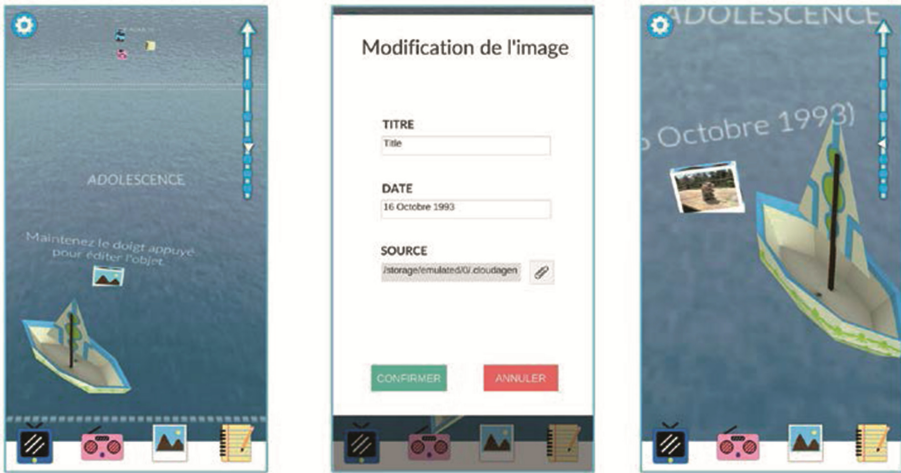 ADOLESCENCE
Maintenez le doigt appuyé
pour éditer l'objet.
Modification de l'image
TITRE
Title
DATE
16 Octobre 1993
SOURCE
/storage/emulated/0/.cloudagen
CONFIRMER
ANNULER
ADOLESCENCE
Octobre 1993)